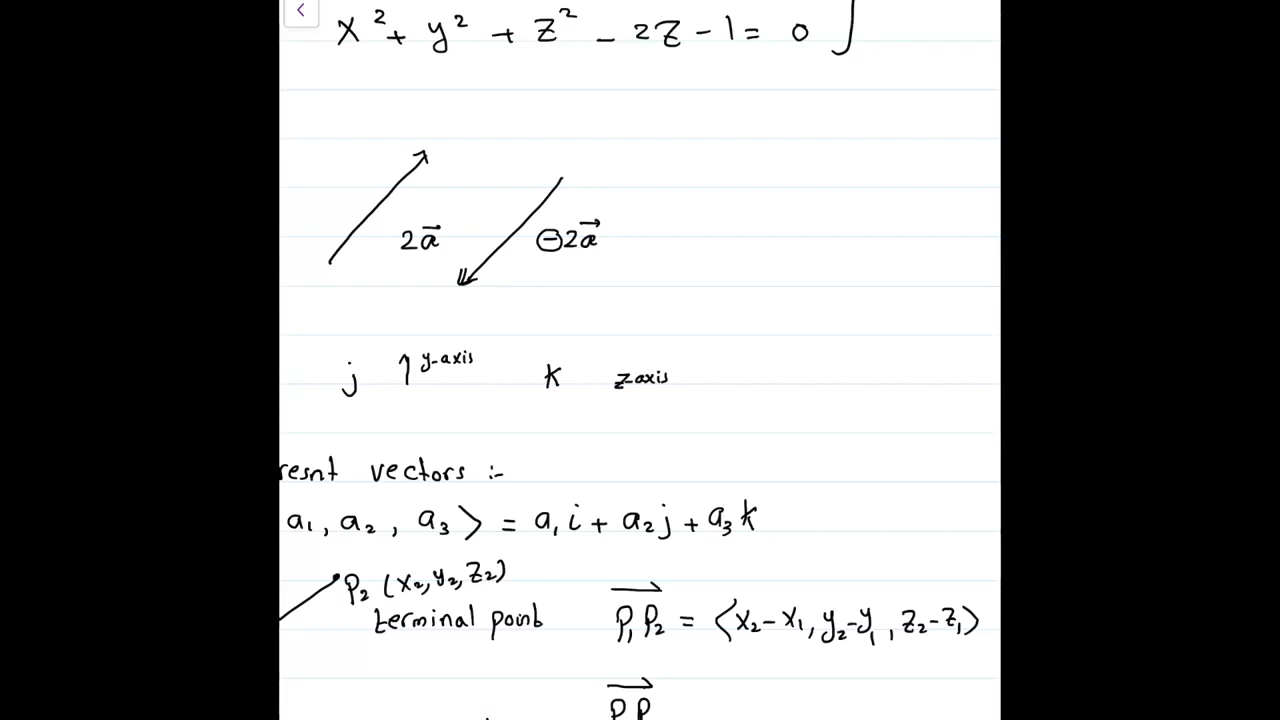 x² + y² + z² - 2z - 1 = 0
2a⃗ ⊖2a⃗
j ↑ y-axis k z axis
resnt vectors :-
a₁, a₂, a₃ > = a₁i + a₂j + a₃k
P₂ (x₂, y₂, z₂)
terminal point P₁P₂ = <x₂-x₁, y₂-y₁, z₂-z₁>
P P